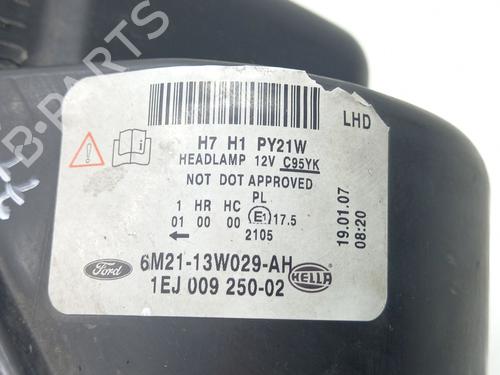 B-PARTS
LHD
H7 H1 PY21W
HEADLAMP 12V C95YK
NOT DOT APPROVED
1 HR HC PL
01 00 00 E1 17.5
2105
19.01.07
08:20
Ford 6M21-13W029-AH
1EJ 009 250-02 HELLA